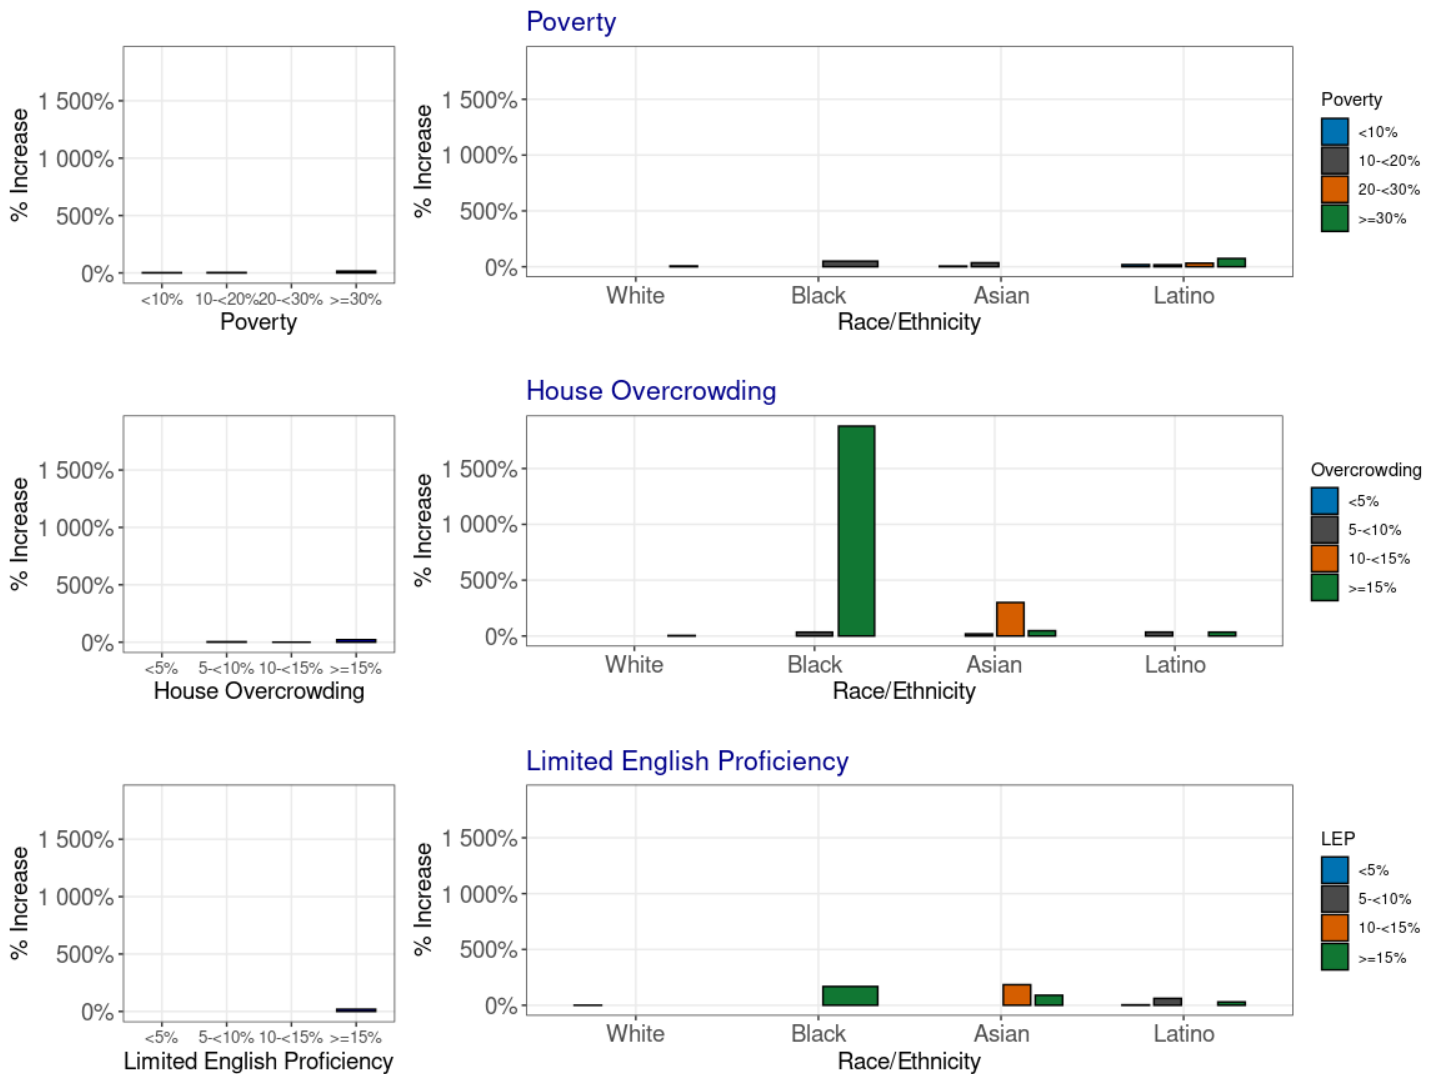 Poverty
% Increase
1 500%
1 000%
500%
0%
<10% 10-<20% 20-<30% >=30%
Poverty
% Increase
1 500%
1 000%
500%
0%
White Black Asian Latino
Race/Ethnicity
Poverty
<10%
10-<20%
20-<30%
>=30%
House Overcrowding
% Increase
1 500%
1 000%
500%
0%
<5% 5-<10% 10-<15% >=15%
House Overcrowding
% Increase
1 500%
1 000%
500%
0%
White Black Asian Latino
Race/Ethnicity
Overcrowding
<5%
5-<10%
10-<15%
>=15%
Limited English Proficiency
% Increase
1 500%
1 000%
500%
0%
<5% 5-<10% 10-<15% >=15%
Limited English Proficiency
% Increase
1 500%
1 000%
500%
0%
White Black Asian Latino
Race/Ethnicity
LEP
<5%
5-<10%
10-<15%
>=15%